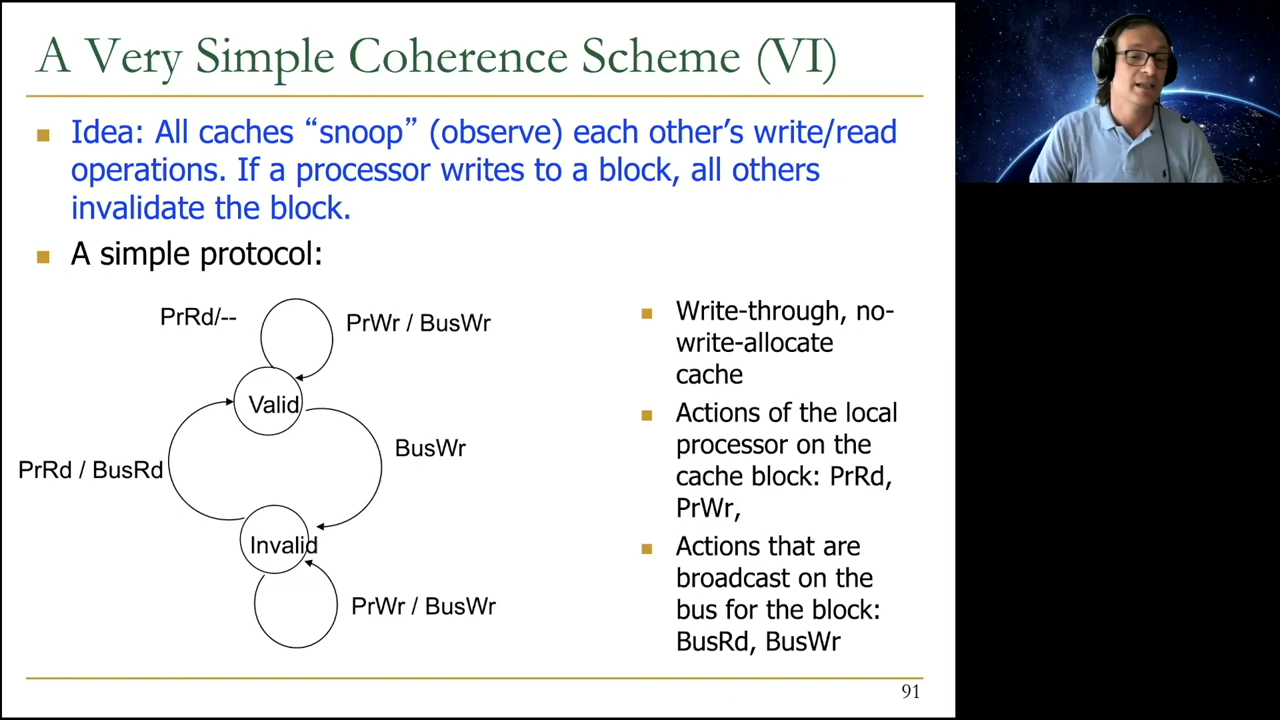 A Very Simple Coherence Scheme (VI)
Idea: All caches “snoop” (observe) each other’s write/read
operations. If a processor writes to a block, all others
invalidate the block.
A simple protocol:
PrRd/--
PrWr / BusWr
Valid
BusWr
PrRd / BusRd
Invalid
PrWr / BusWr
Write-through, no-
write-allocate
cache
Actions of the local
processor on the
cache block: PrRd,
PrWr,
Actions that are
broadcast on the
bus for the block:
BusRd, BusWr
91